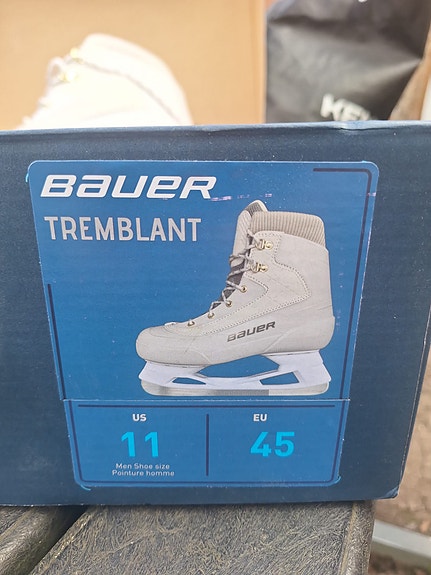 BAUER
TREMBLANT
BAUER
US
11
Men Shoe size
Pointure homme
EU
45